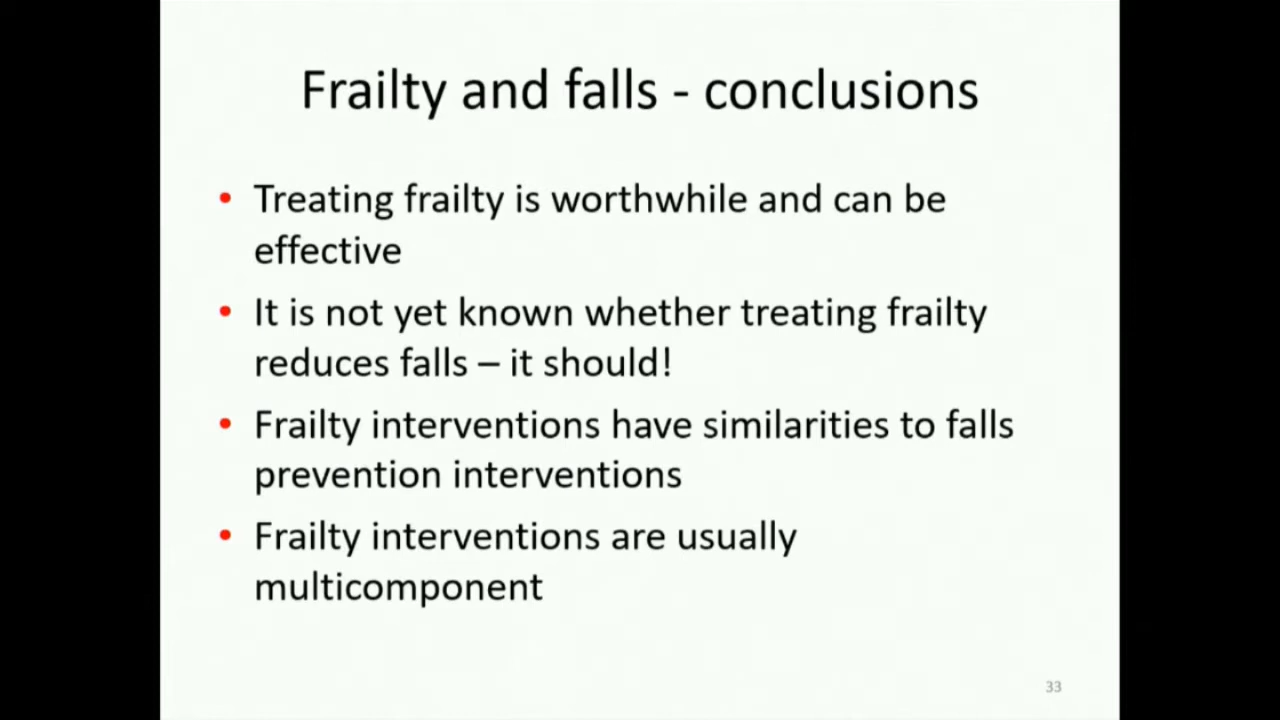 Frailty and falls - conclusions
• Treating frailty is worthwhile and can be
effective
• It is not yet known whether treating frailty
reduces falls – it should!
• Frailty interventions have similarities to falls
prevention interventions
• Frailty interventions are usually
multicomponent
33